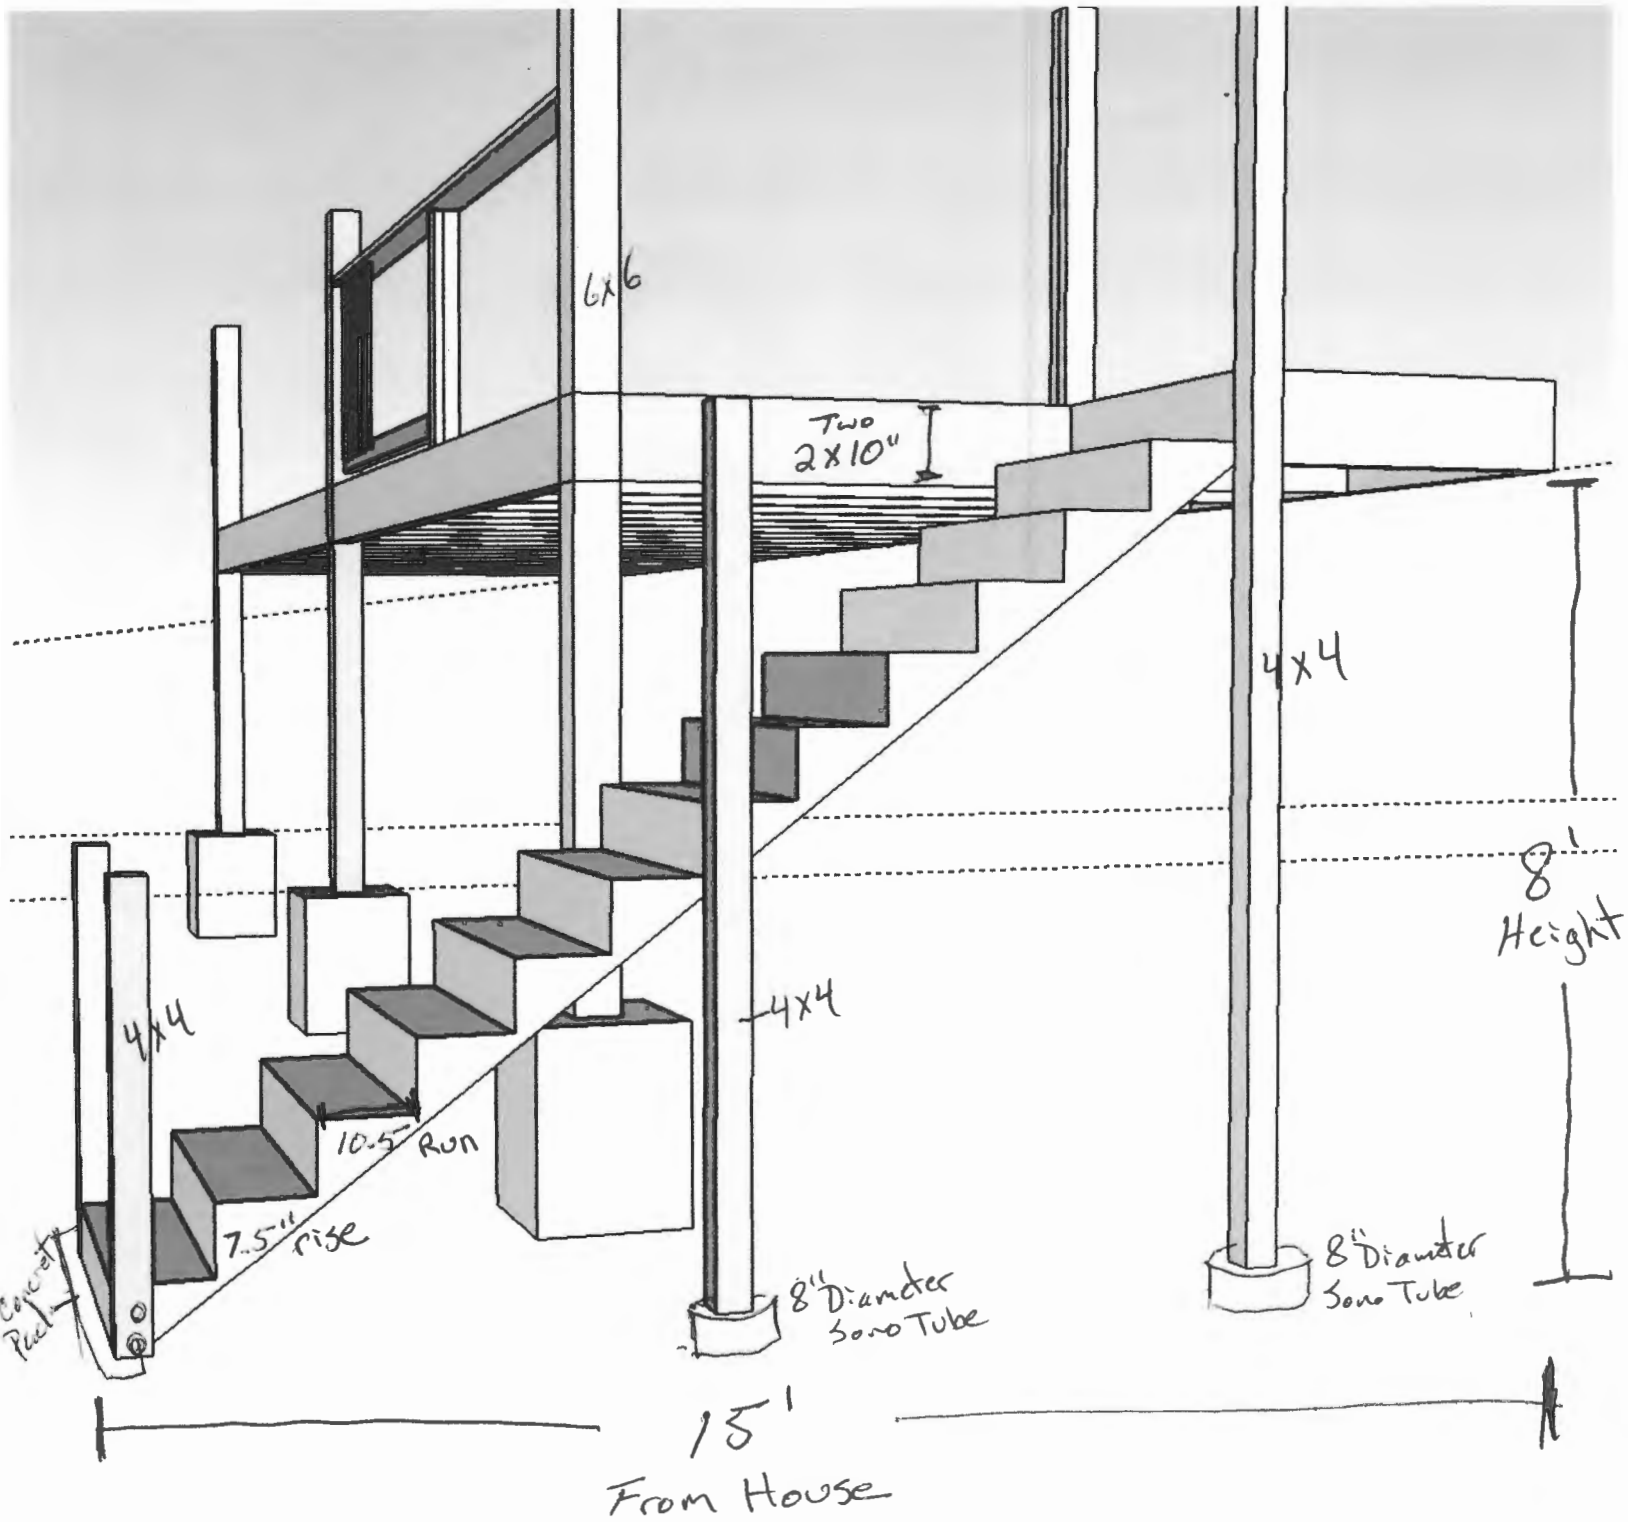 6x6
Two
2x10"
4x4
8'
Height
4x4
4x4
10.5" Run
7.5" rise
Concrete
8" Diameter
Sono Tube
8" Diameter
Sono Tube
15'
From House